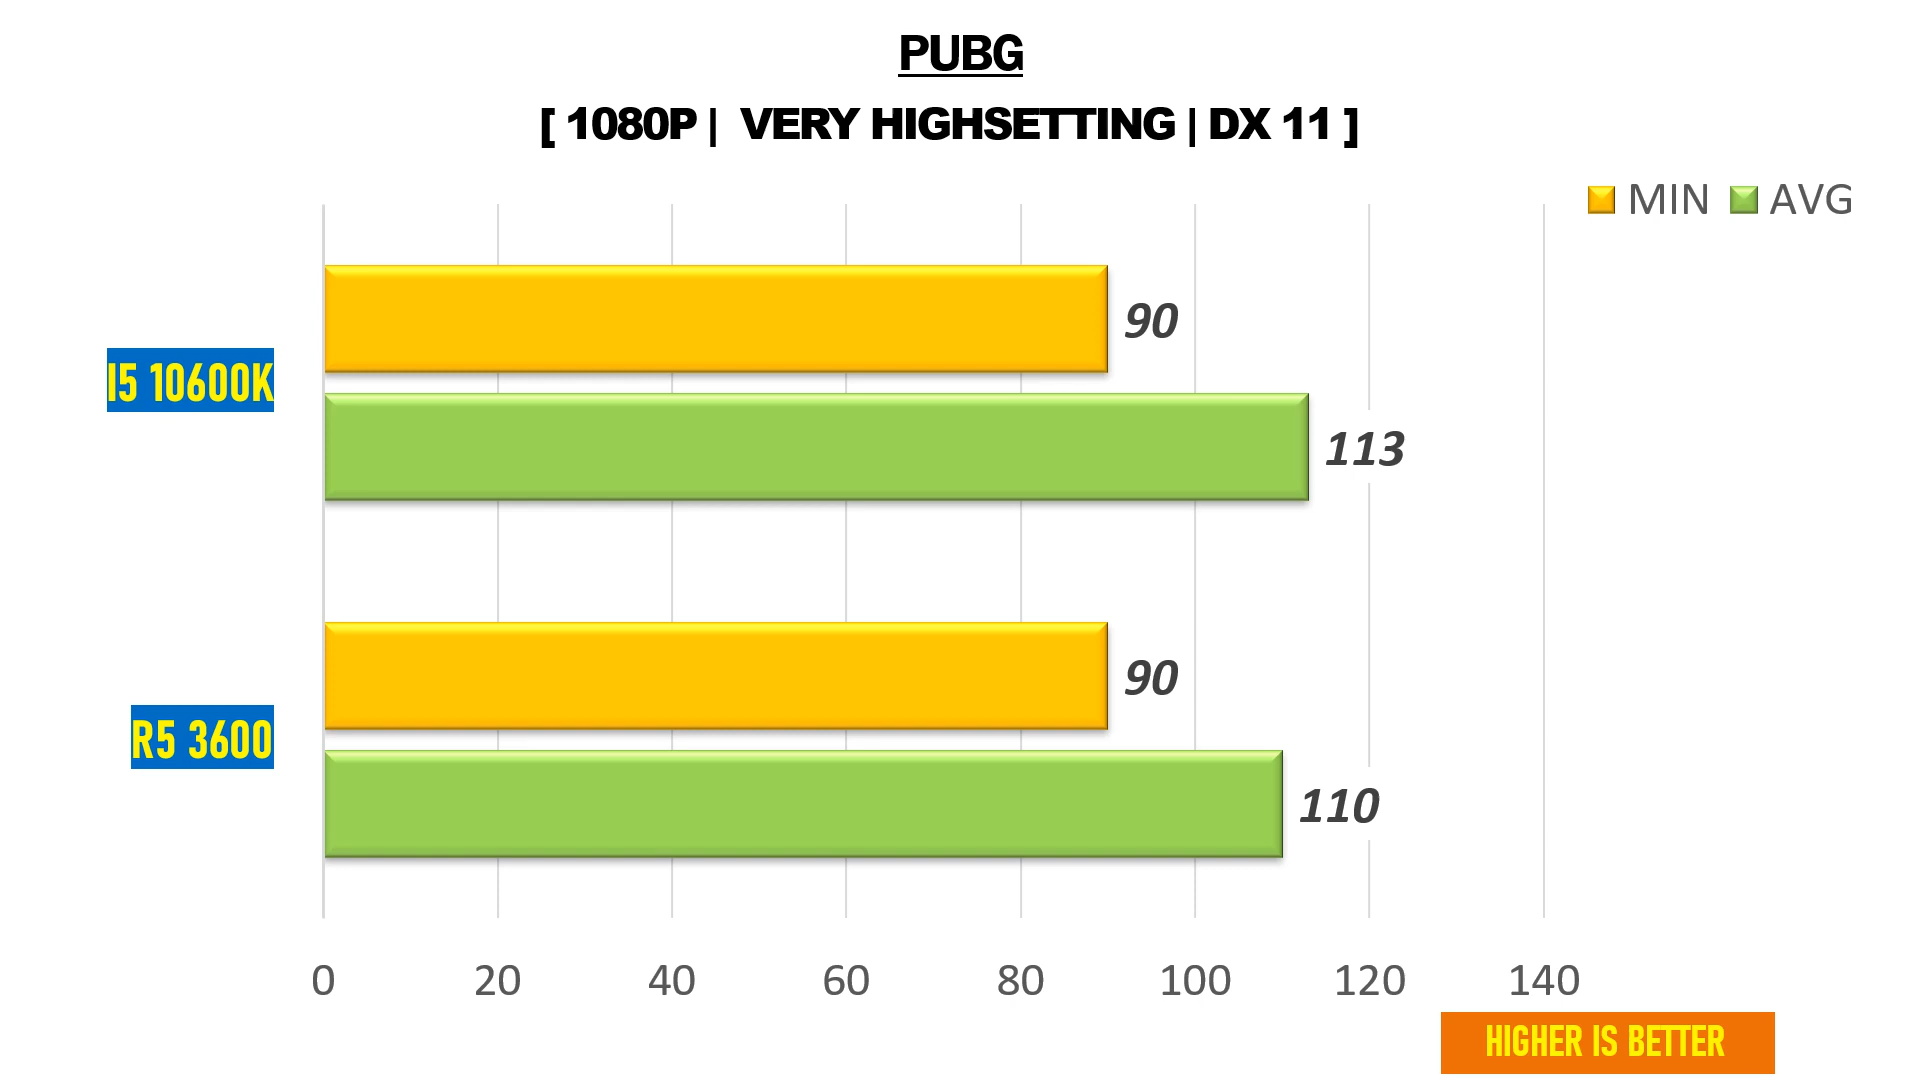 PUBG
[ 1080P | VERY HIGHSETTING | DX 11 ]
MIN AVG
90
I5 10600K
113
90
R5 3600
110
0 20 40 60 80 100 120 140
HIGHER IS BETTER